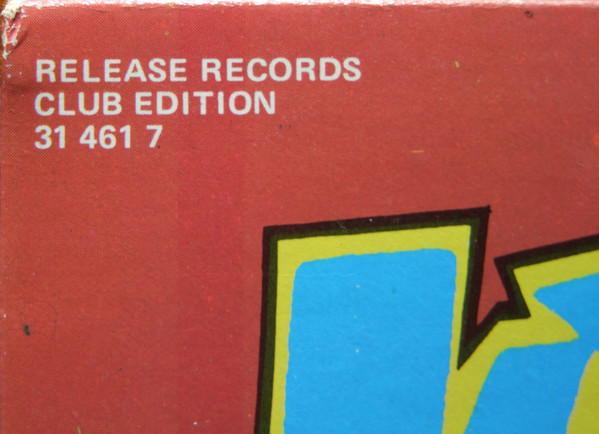 RELEASE RECORDS
CLUB EDITION
31 461 7